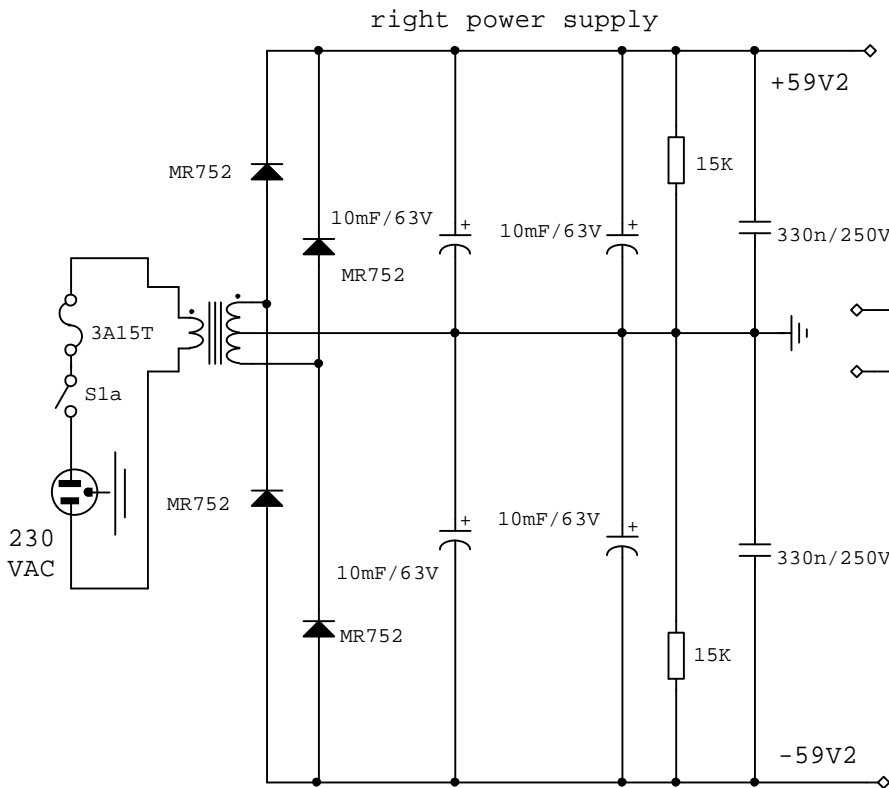 right power supply
+59V2
MR752
15K
10mF/63V
10mF/63V
330n/250V
MR752
3A15T
S1a
MR752
10mF/63V
230
VAC
10mF/63V
330n/250V
MR752
15K
-59V2
+
+
+
+